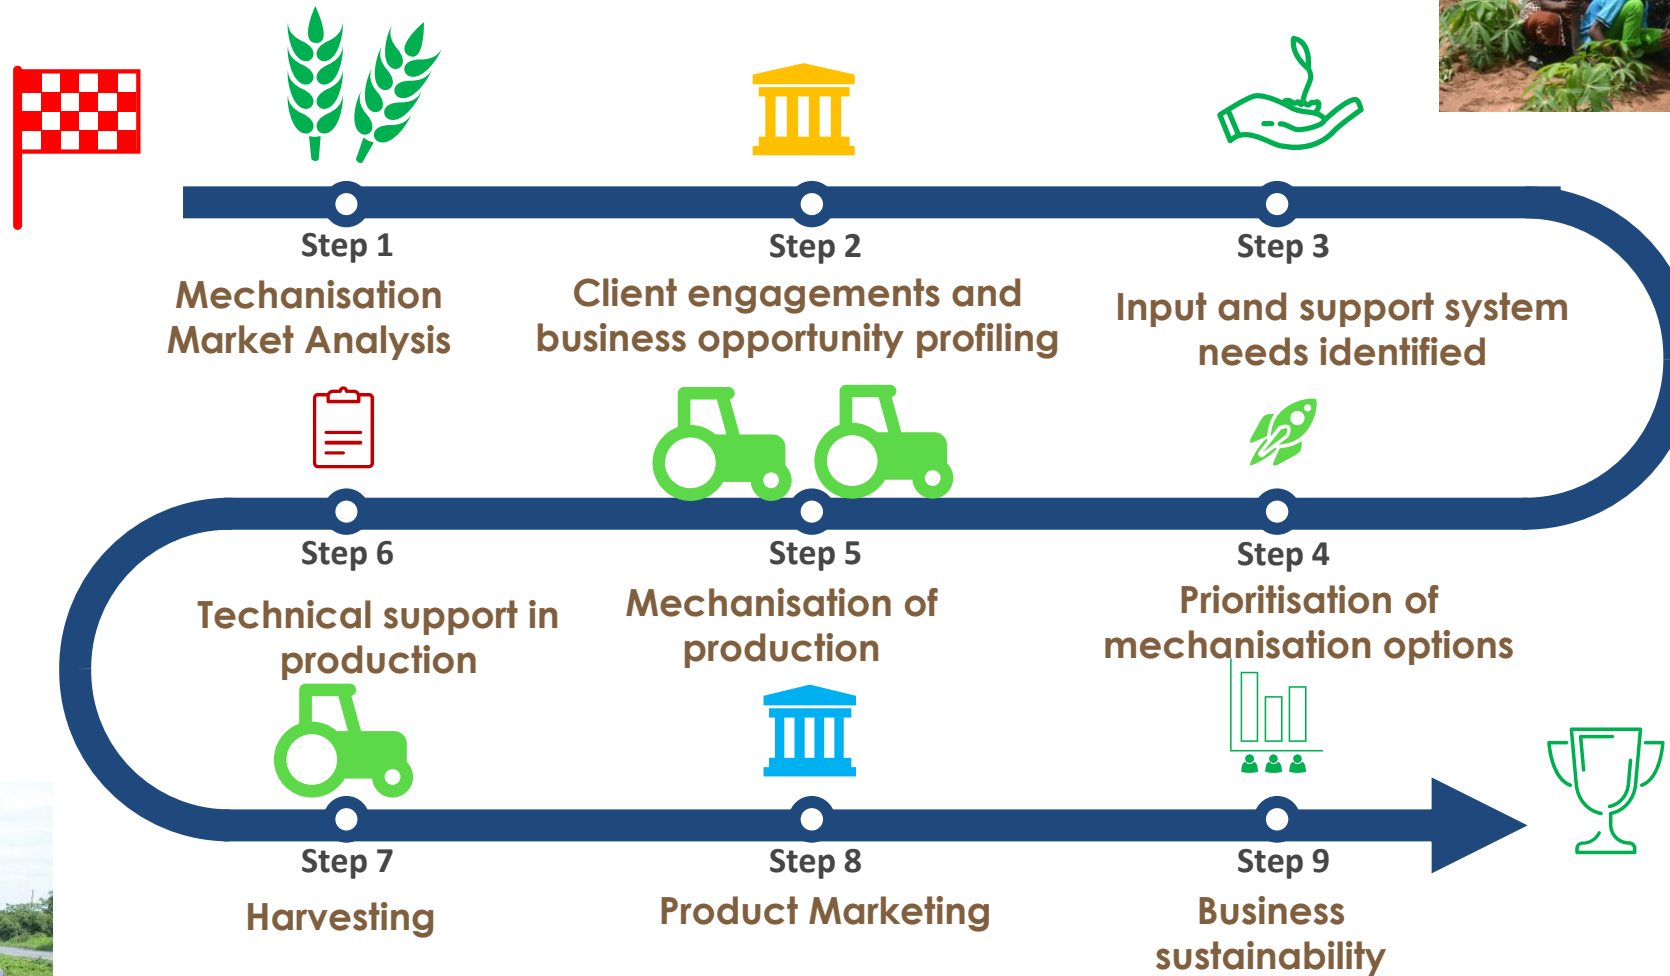 Step 1
Mechanisation
Market Analysis
Step 2
Client engagements and
business opportunity profiling
Step 3
Input and support system
needs identified
Step 4
Prioritisation of
mechanisation options
Step 5
Mechanisation of
production
Step 6
Technical support in
production
Step 7
Harvesting
Step 8
Product Marketing
Step 9
Business
sustainability